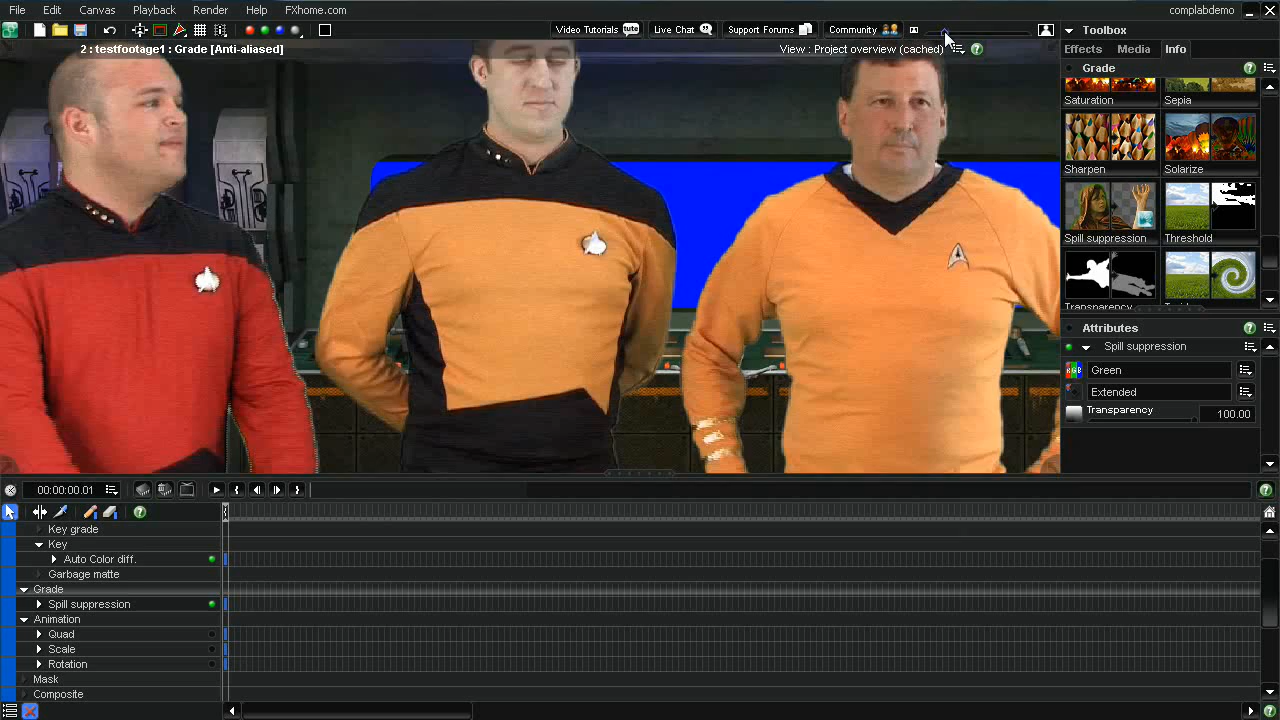 File Edit Canvas Playback Render Help FXhome.com complabdemo
Video Tutorials tute Live Chat Support Forums Community Toolbox
2 : testfootage1 : Grade [Anti-aliased] View : Project overview (cached) Effects Media Info
Grade
Saturation Sepia
Sharpen Solarize
Spill suppression Threshold
Transparency
Attributes
Spill suppression
RGB Green
Extended
Transparency 100.00
00:00:00.01
Key grade
Key
Auto Color diff.
Garbage matte
Grade
Spill suppression
Animation
Quad
Scale
Rotation
Mask
Composite